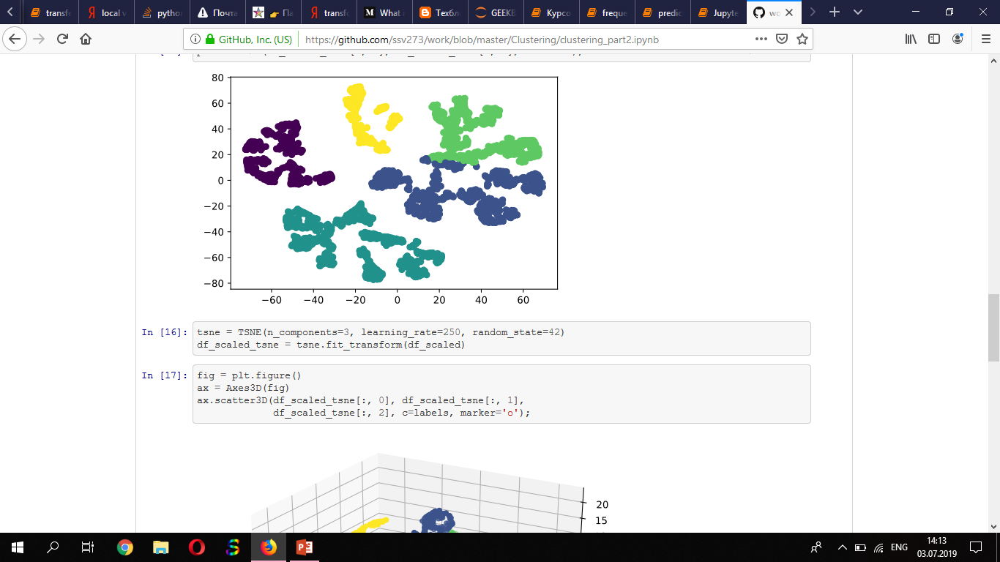 transfo
local v
python
Почта
Па
transfo
What i
Техбл
GEEKB
Курсо
freque
predic
Jupyte
wo
GitHub, Inc. (US)
https://github.com/ssv273/work/blob/master/Clustering/clustering_part2.ipynb
80
60
40
20
0
−20
−40
−60
−80
−60 −40 −20 0 20 40 60
In [16]: tsne = TSNE(n_components=3, learning_rate=250, random_state=42)
df_scaled_tsne = tsne.fit_transform(df_scaled)
In [17]: fig = plt.figure()
ax = Axes3D(fig)
ax.scatter3D(df_scaled_tsne[:, 0], df_scaled_tsne[:, 1],
df_scaled_tsne[:, 2], c=labels, marker='o');
20
15
ENG
14:13
03.07.2019